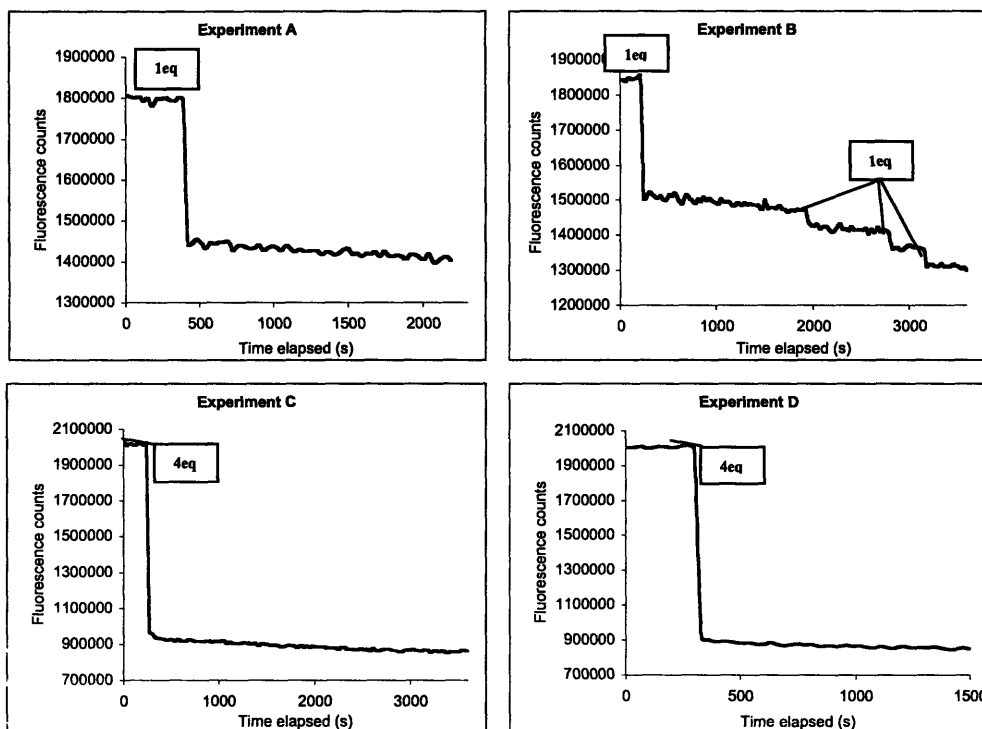 Experiment A
1eq
1900000
1800000
1700000
1600000
1500000
1400000
1300000
Fluorescence counts
0 500 1000 1500 2000
Time elapsed (s)
Experiment B
1eq
1eq
1900000
1800000
1700000
1600000
1500000
1400000
1300000
1200000
Fluorescence counts
0 1000 2000 3000
Time elapsed (s)
Experiment C
4eq
2100000
1900000
1700000
1500000
1300000
1100000
900000
700000
Fluorescence counts
0 1000 2000 3000
Time elapsed (s)
Experiment D
4eq
2100000
1900000
1700000
1500000
1300000
1100000
900000
700000
Fluorescence counts
0 500 1000 1500
Time elapsed (s)